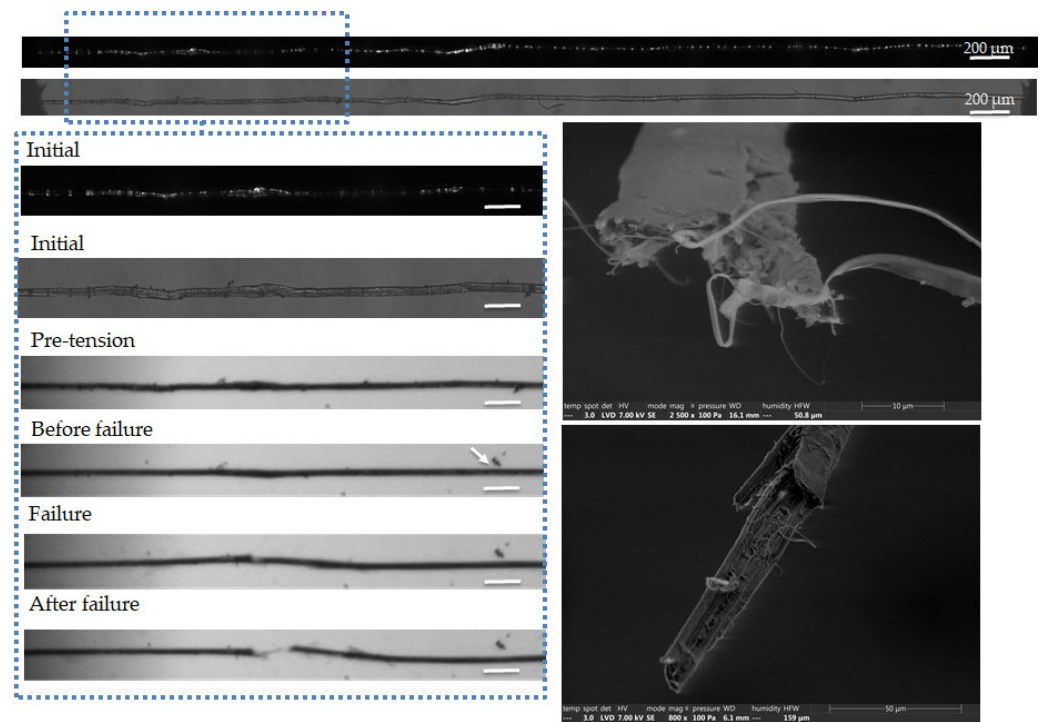 200 µm
200 µm
Initial
Initial
Pre-tension
Before failure
Failure
After failure
temp spot det HV mode mag ≡ pressure WD humidity HFW
--- 3.0 LVD 7.00 kV SE 2 500 x 100 Pa 16.1 mm 50.8 µm
10 µm
temp spot det HV mode mag ≡ pressure WD humidity HFW
--- 3.0 LVD 7.00 kV SE 800 x 100 Pa 6.1 mm --- 159 µm
50 µm